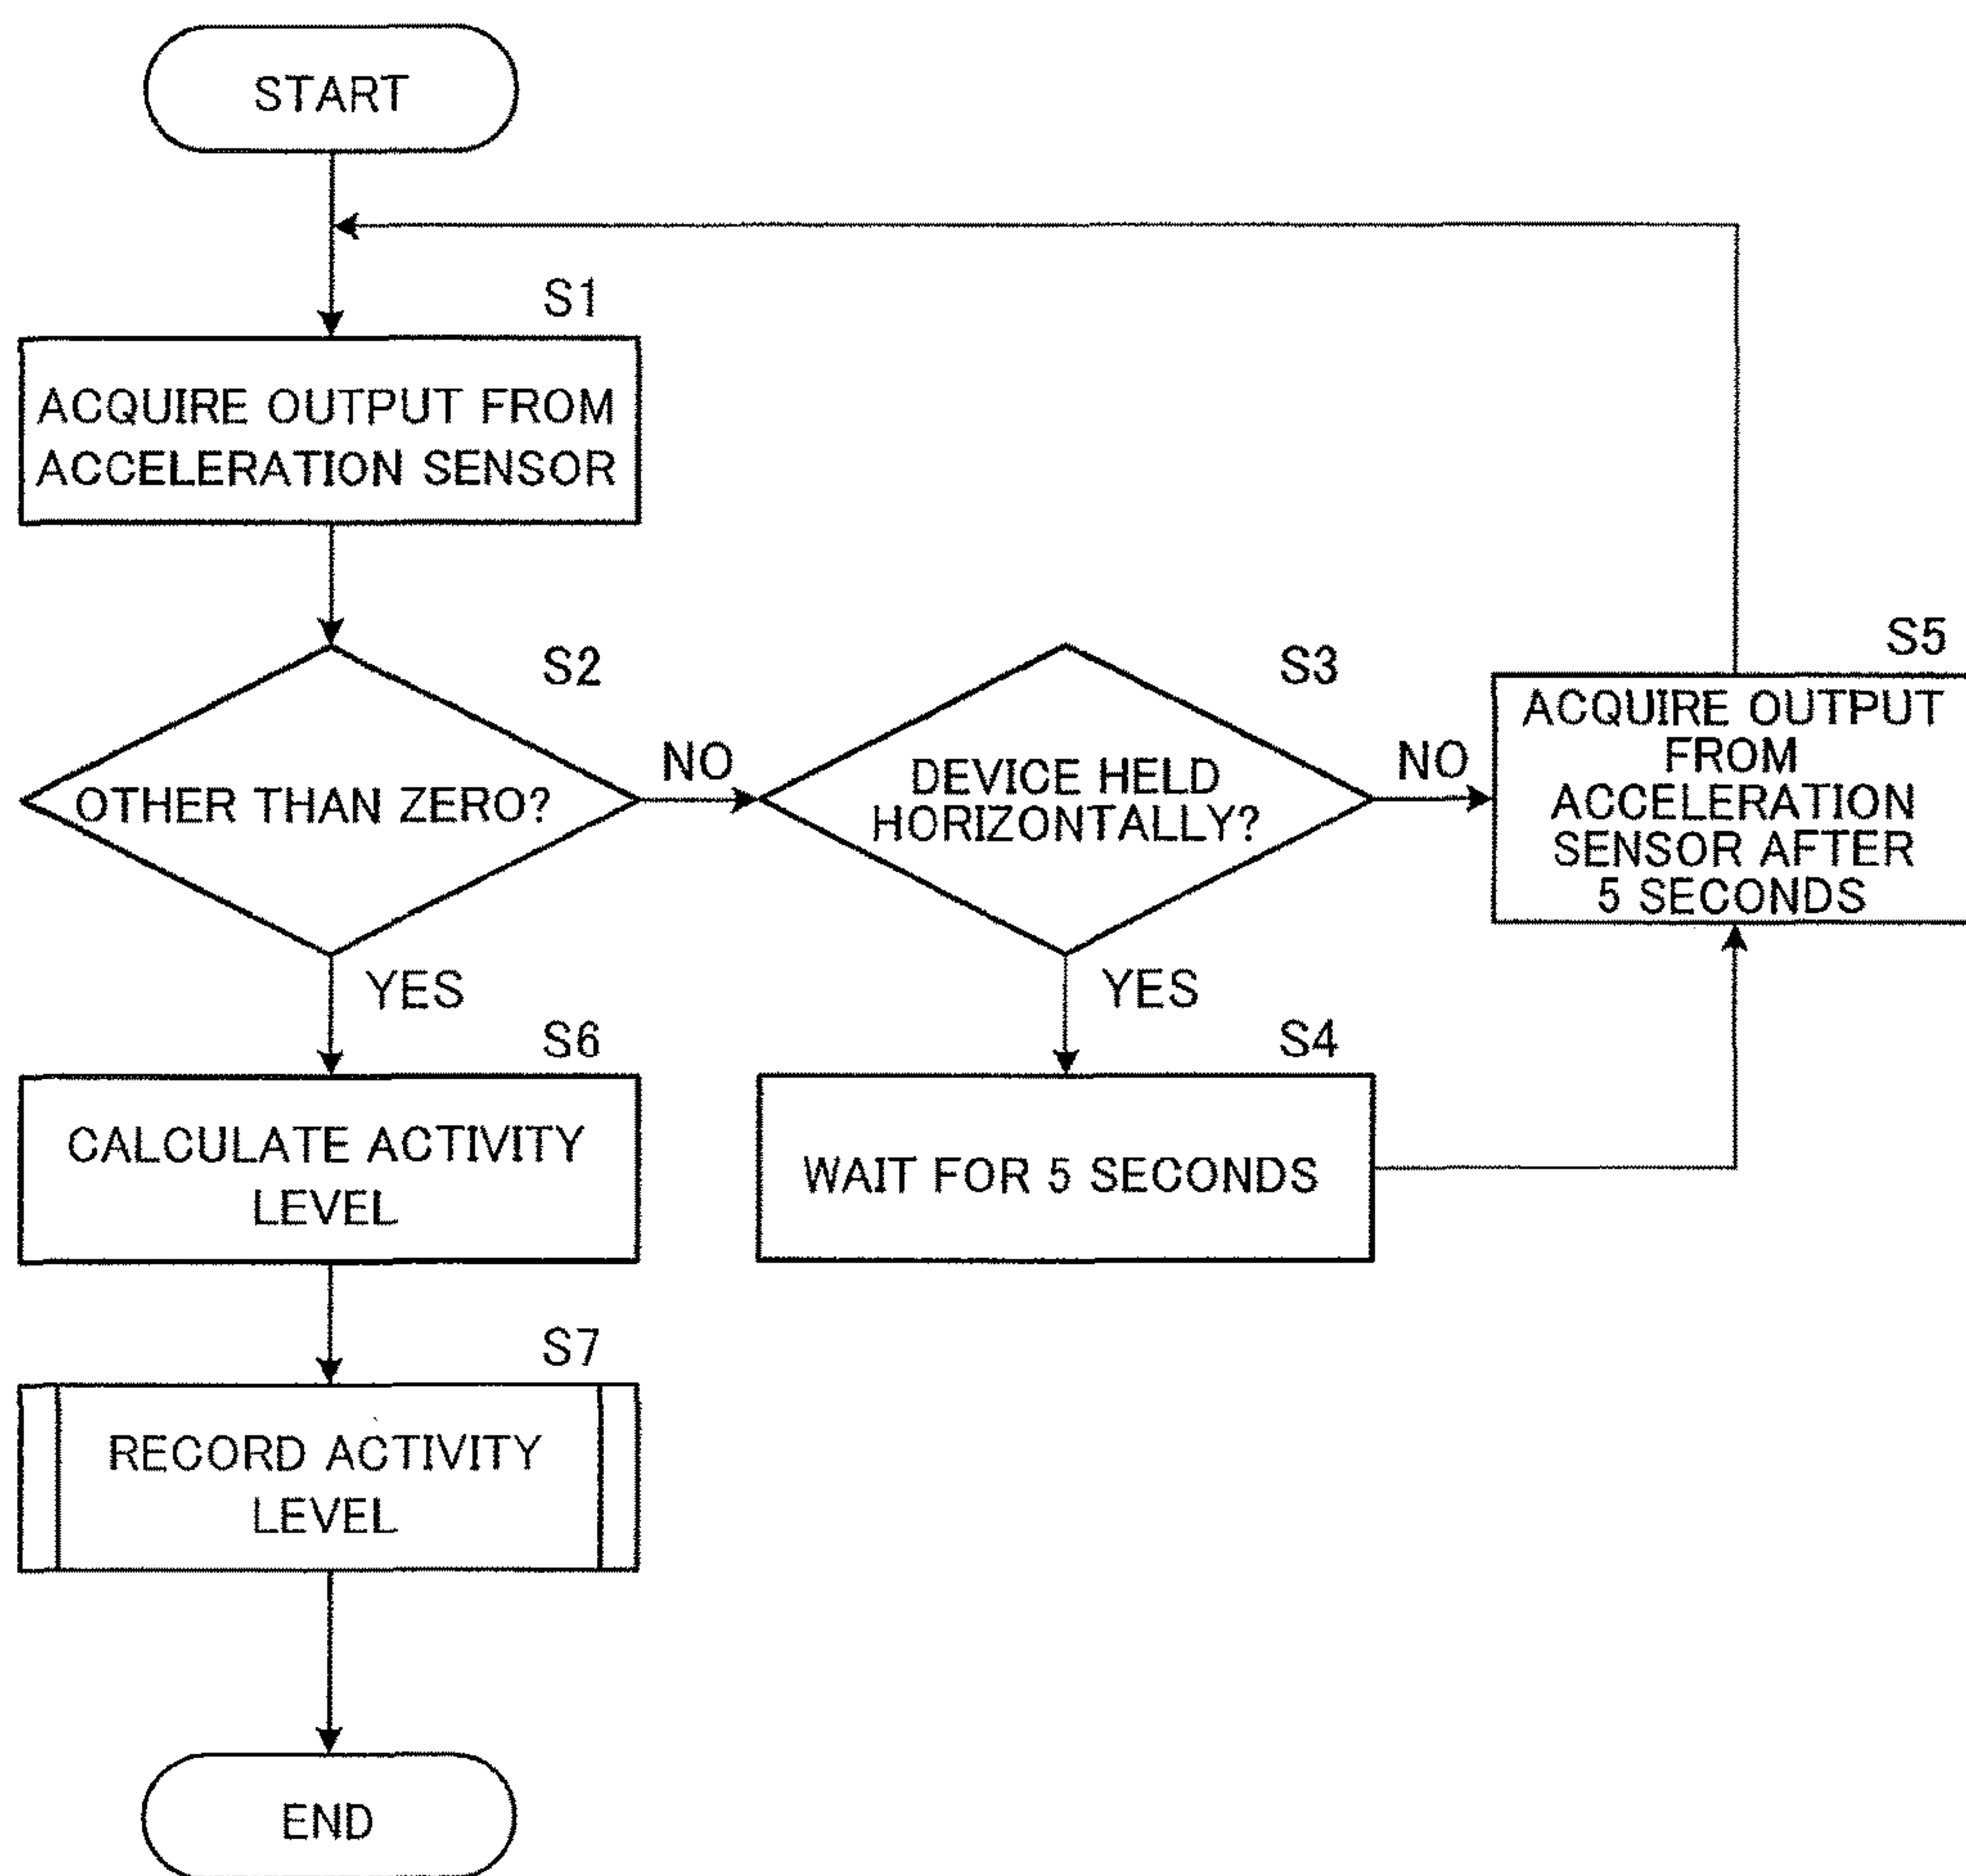 START
S1
ACQUIRE OUTPUT FROM
ACCELERATION SENSOR
S2
OTHER THAN ZERO?
NO
YES
S3
DEVICE HELD
HORIZONTALLY?
NO
YES
S5
ACQUIRE OUTPUT
FROM
ACCELERATION
SENSOR AFTER
5 SECONDS
S4
WAIT FOR 5 SECONDS
S6
CALCULATE ACTIVITY
LEVEL
S7
RECORD ACTIVITY
LEVEL
END